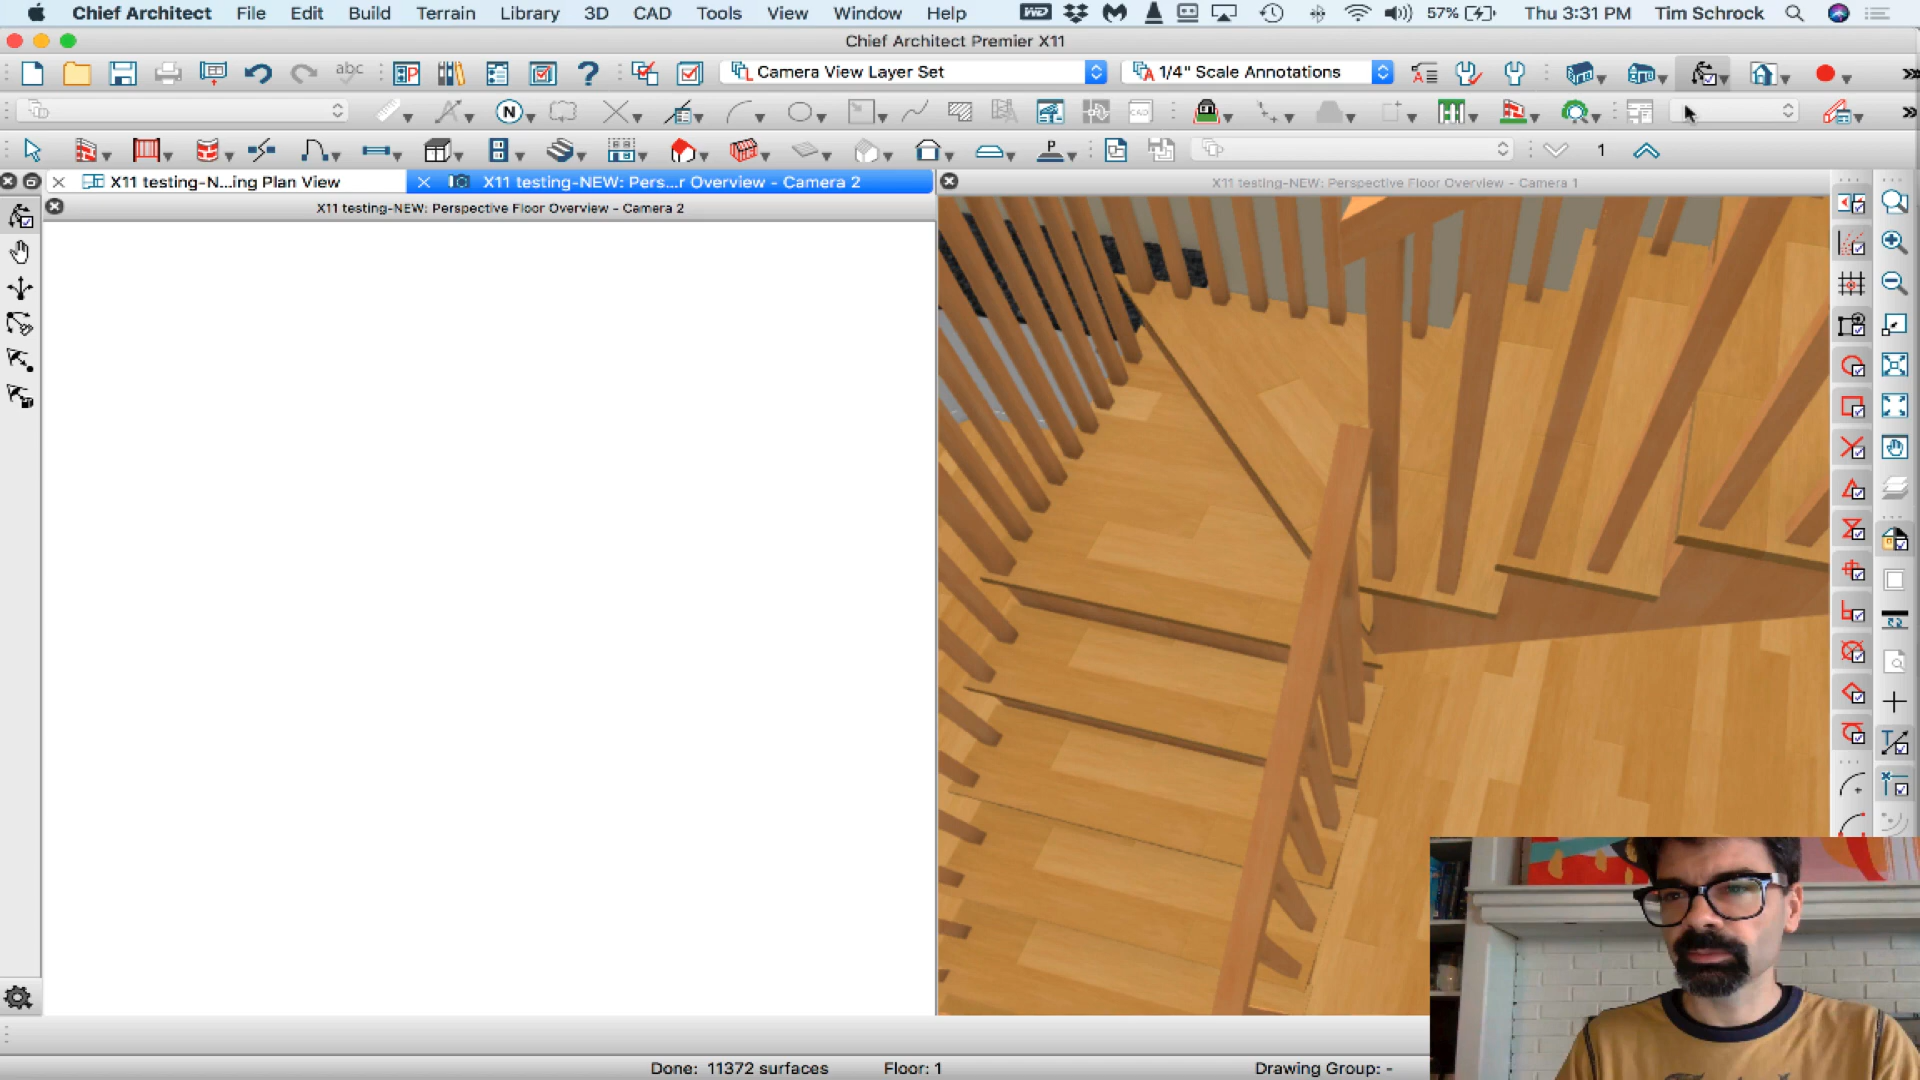 Chief Architect File Edit Build Terrain Library 3D CAD Tools View Window Help WD 57% Thu 3:31 PM Tim Schrock
Chief Architect Premier X11
abc P ? Camera View Layer Set 1/4" Scale Annotations
N CAD
P 1
X11 testing-N...ing Plan View X11 testing-NEW: Pers...r Overview - Camera 2 X11 testing-NEW: Perspective Floor Overview - Camera 1
X11 testing-NEW: Perspective Floor Overview - Camera 2
Done: 11372 surfaces Floor: 1 Drawing Group: -